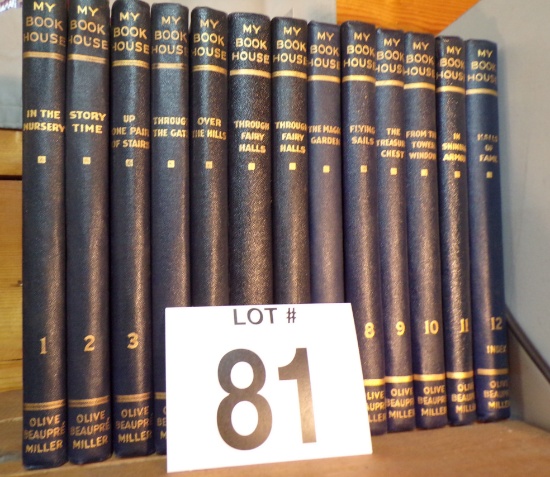 MY
BOOK
HOUSE
IN THE
NURSERY
1
OLIVE
BEAUPRÉ
MILLER
MY
BOOK
HOUSE
STORY
TIME
2
OLIVE
BEAUPRÉ
MILLER
MY
BOOK
HOUSE
UP
ONE PAIR
OF STAIRS
3
OLIVE
BEAUPRÉ
MILLER
MY
BOOK
HOUSE
THROUGH
THE GATE
MY
BOOK
HOUSE
OVER
THE HILLS
MY
BOOK
HOUSE
THROUGH
FAIRY
HALLS
MY
BOOK
HOUSE
THROUGH
FAIRY
HALLS
MY
BOOK
HOUSE
THE MAGIC
GARDEN
MY
BOOK
HOUSE
FLYING
SAILS
8
OLIVE
BEAUPRÉ
MILLER
MY
BOOK
HOUSE
THE
TREASURE
CHEST
9
OLIVE
BEAUPRÉ
MILLER
MY
BOOK
HOUSE
FROM THE
TOWER
WINDOW
10
OLIVE
BEAUPRÉ
MILLER
MY
BOOK
HOUSE
IN
SHINING
ARMOR
11
OLIVE
BEAUPRÉ
MILLER
MY
BOOK
HOUSE
HALLS
OF
FAME
12
INDEX
OLIVE
BEAUPRÉ
MILLER
LOT #
81